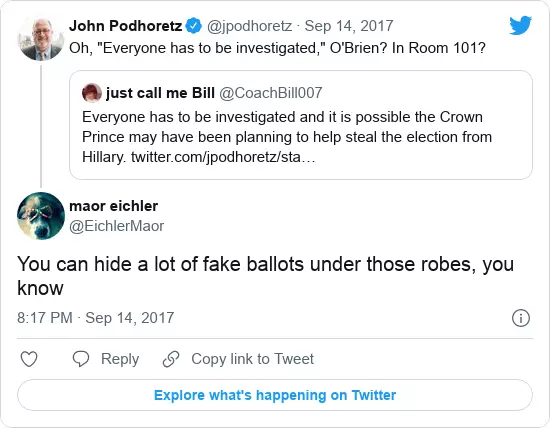 John Podhoretz @jpodhoretz · Sep 14, 2017
Oh, "Everyone has to be investigated," O'Brien? In Room 101?
just call me Bill @CoachBill007
Everyone has to be investigated and it is possible the Crown
Prince may have been planning to help steal the election from
Hillary. twitter.com/jpodhoretz/sta…
maor eichler
@EichlerMaor
You can hide a lot of fake ballots under those robes, you
know
8:17 PM · Sep 14, 2017
Reply
Copy link to Tweet
Explore what's happening on Twitter